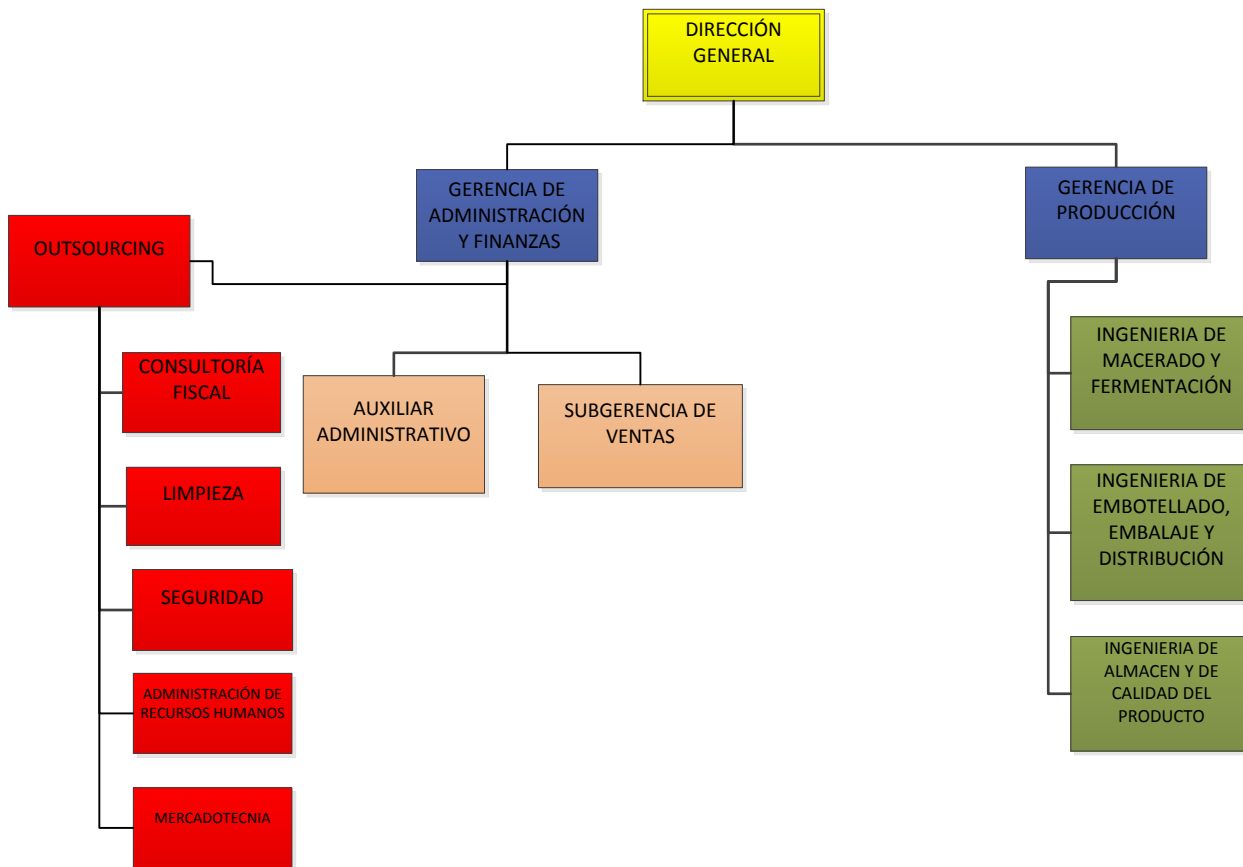 DIRECCIÓN
GENERAL
GERENCIA DE
ADMINISTRACIÓN
Y FINANZAS
GERENCIA DE
PRODUCCIÓN
OUTSOURCING
CONSULTORÍA
FISCAL
LIMPIEZA
SEGURIDAD
ADMINISTRACIÓN DE
RECURSOS HUMANOS
MERCADOTECNIA
AUXILIAR
ADMINISTRATIVO
SUBGERENCIA DE
VENTAS
INGENIERIA DE
MACERADO Y
FERMENTACIÓN
INGENIERIA DE
EMBOTELLADO,
EMBALAJE Y
DISTRIBUCIÓN
INGENIERIA DE
ALMACEN Y DE
CALIDAD DEL
PRODUCTO